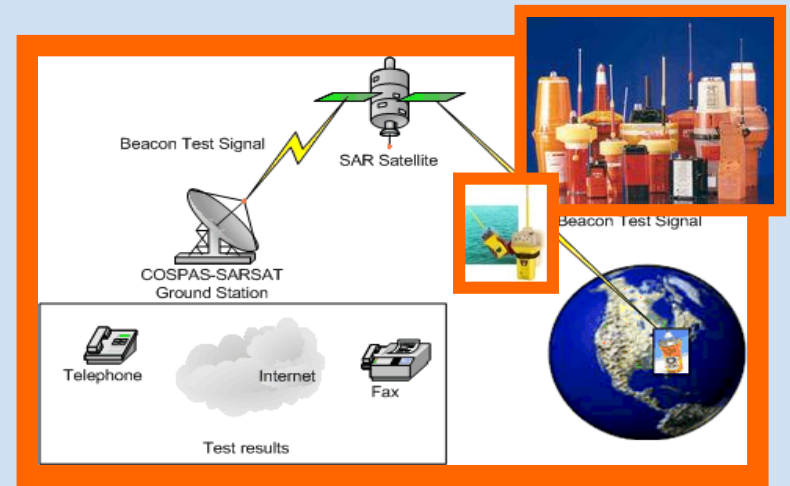 Beacon Test Signal
SAR Satellite
Beacon Test Signal
COSPAS-SARSAT
Ground Station
Telephone
Internet
Fax
Test results